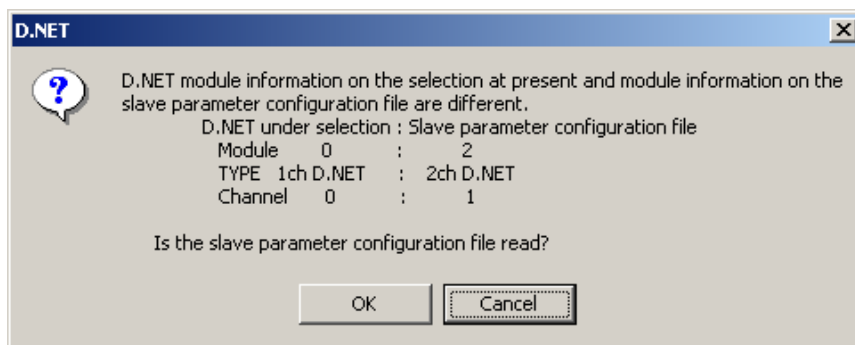 D.NET
D.NET module information on the selection at present and module information on the
slave parameter configuration file are different.
D.NET under selection : Slave parameter configuration file
Module 0 : 2
TYPE 1ch D.NET : 2ch D.NET
Channel 0 : 1
Is the slave parameter configuration file read?
OK Cancel